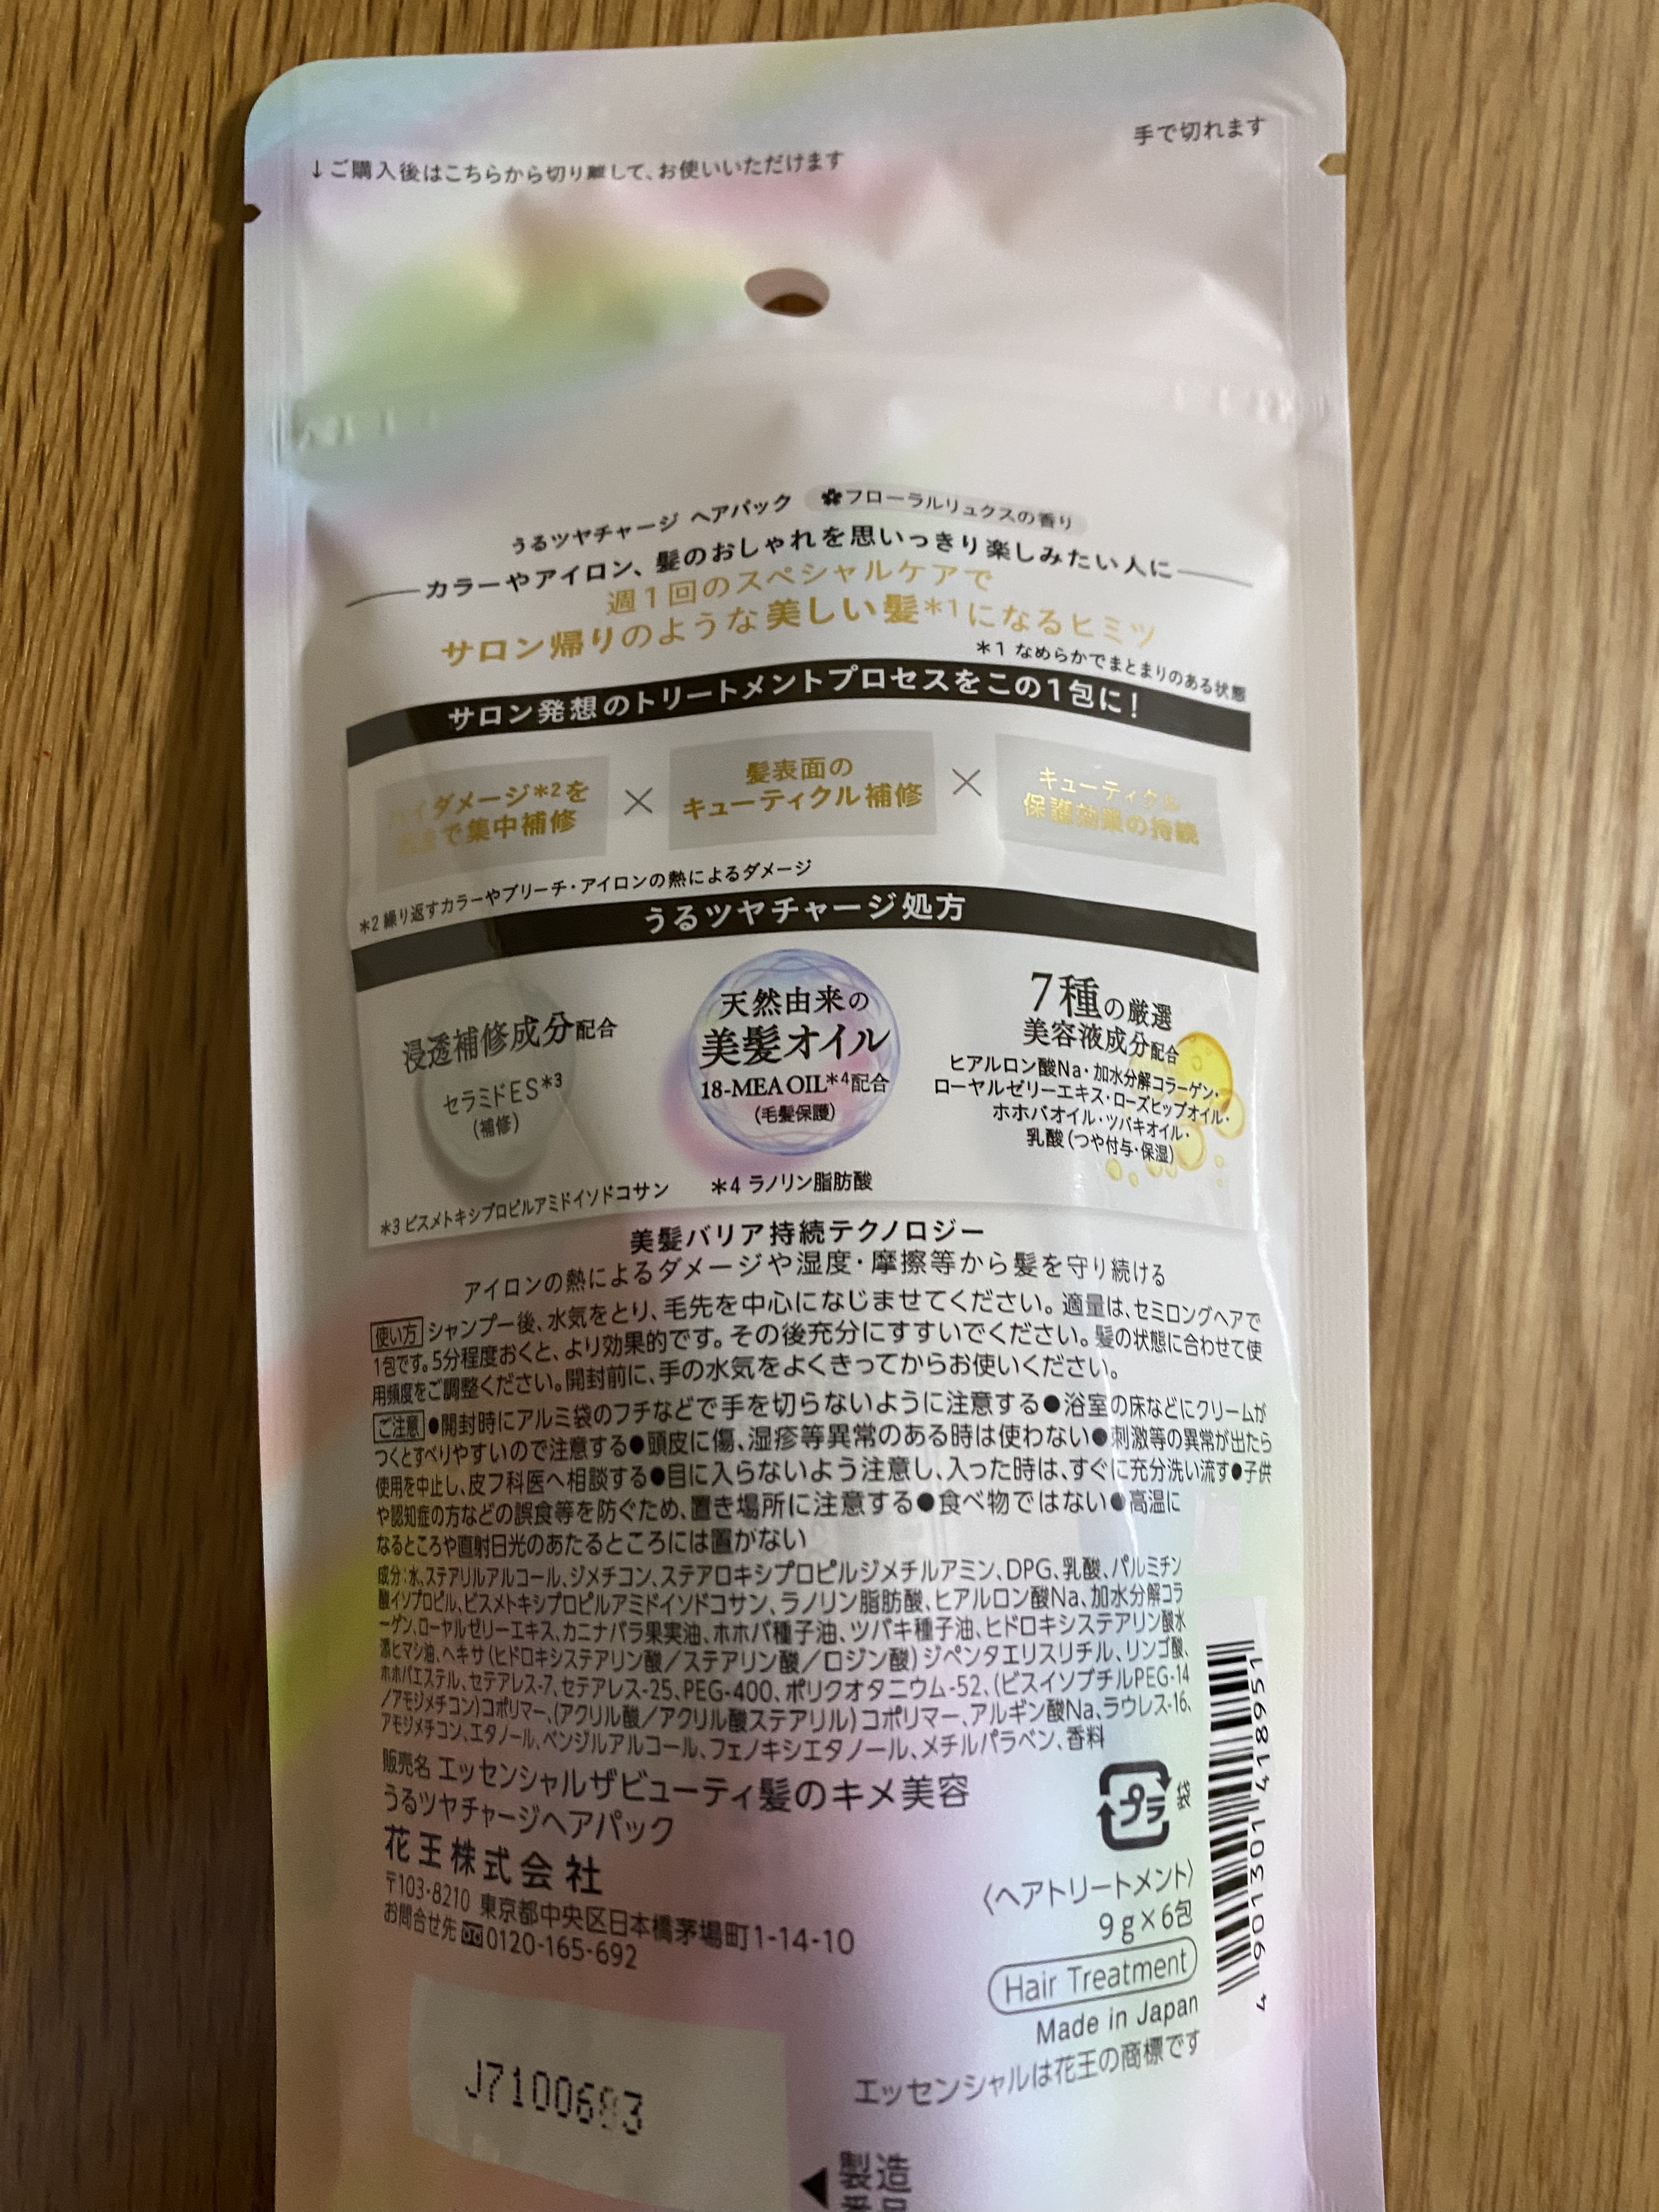 手で切れます
↓ご購入後はこちらから切り離して、お使いいただけます
うるツヤチャージ ヘアパック フローラルリュクスの香り
カラーやアイロン、髪のおしゃれを思いっきり楽しみたい人に
週1回のスペシャルケアで
サロン帰りのような美しい髪*1になるヒミツ
*1 なめらかでまとまりのある状態
サロン発想のトリートメントプロセスをこの1包に!
ダメージ*2を
で集中補修
×
髪表面の
キューティクル補修
×
キューティクル
保護効果の持続
*2 繰り返すカラーやブリーチ・アイロンの熱によるダメージ
うるツヤチャージ処方
浸透補修成分配合
セラミドES*3
(補修)
天然由来の
美髪オイル
18-MEA OIL*4配合
(毛髪保護)
7種の厳選
美容液成分配合
ヒアルロン酸Na・加水分解コラーゲン・
ローヤルゼリーエキス・ローズヒップオイル・
ホホバオイル・ツバキオイル・
乳酸(つや付与・保湿)
*3 ビスメトキシプロピルアミドイソドコサン
*4 ラノリン脂肪酸
美髪バリア持続テクノロジー
アイロンの熱によるダメージや湿度・摩擦等から髪を守り続ける
使い方 シャンプー後、水気をとり、毛先を中心になじませてください。適量は、セミロングヘアで
1包です。5分程度おくと、より効果的です。その後充分にすすいでください。髪の状態に合わせて使
用頻度をご調整ください。開封前に、手の水気をよくきってからお使いください。
ご注意 ●開封時にアルミ袋のフチなどで手を切らないように注意する●浴室の床などにクリームが
つくとすべりやすいので注意する●頭皮に傷、湿疹等異常のある時は使わない●刺激等の異常が出たら
使用を中止し、皮フ科医へ相談する●目に入らないよう注意し、入った時は、すぐに充分洗い流す●子供
や認知症の方などの誤食等を防ぐため、置き場所に注意する●食べ物ではない●高温に
なるところや直射日光のあたるところには置かない
成分:水、ステアリルアルコール、ジメチコン、ステアロキシプロピルジメチルアミン、DPG、乳酸、パルミチン
酸イソプロピル、ビスメトキシプロピルアミドイソドコサン、ラノリン脂肪酸、ヒアルロン酸Na、加水分解コラ
ーゲン、ローヤルゼリーエキス、カニナバラ果実油、ホホバ種子油、ツバキ種子油、ヒドロキシステアリン酸水
添ヒマシ油、ヘキサ(ヒドロキシステアリン酸/ステアリン酸/ロジン酸)ジペンタエリスリチル、リンゴ酸、
ホホバエステル、セテアレス-7、セテアレス-25、PEG-400、ポリクオタニウム-52、(ビスイソブチルPEG-14
/アモジメチコン)コポリマー、(アクリル酸/アクリル酸ステアリル)コポリマー、アルギン酸Na、ラウレス-16、
アモジメチコン、エタノール、ベンジルアルコール、フェノキシエタノール、メチルパラベン、香料
販売名 エッセンシャルザビューティ髪のキメ美容
うるツヤチャージヘアパック
花王株式会社
〒103-8210 東京都中央区日本橋茅場町1-14-10
お問合せ先 0120-165-692
プラ
袋
〈ヘアトリートメント〉
9g×6包
Hair Treatment
Made in Japan
エッセンシャルは花王の商標です
4 901301 418951
J7100683
◀製造